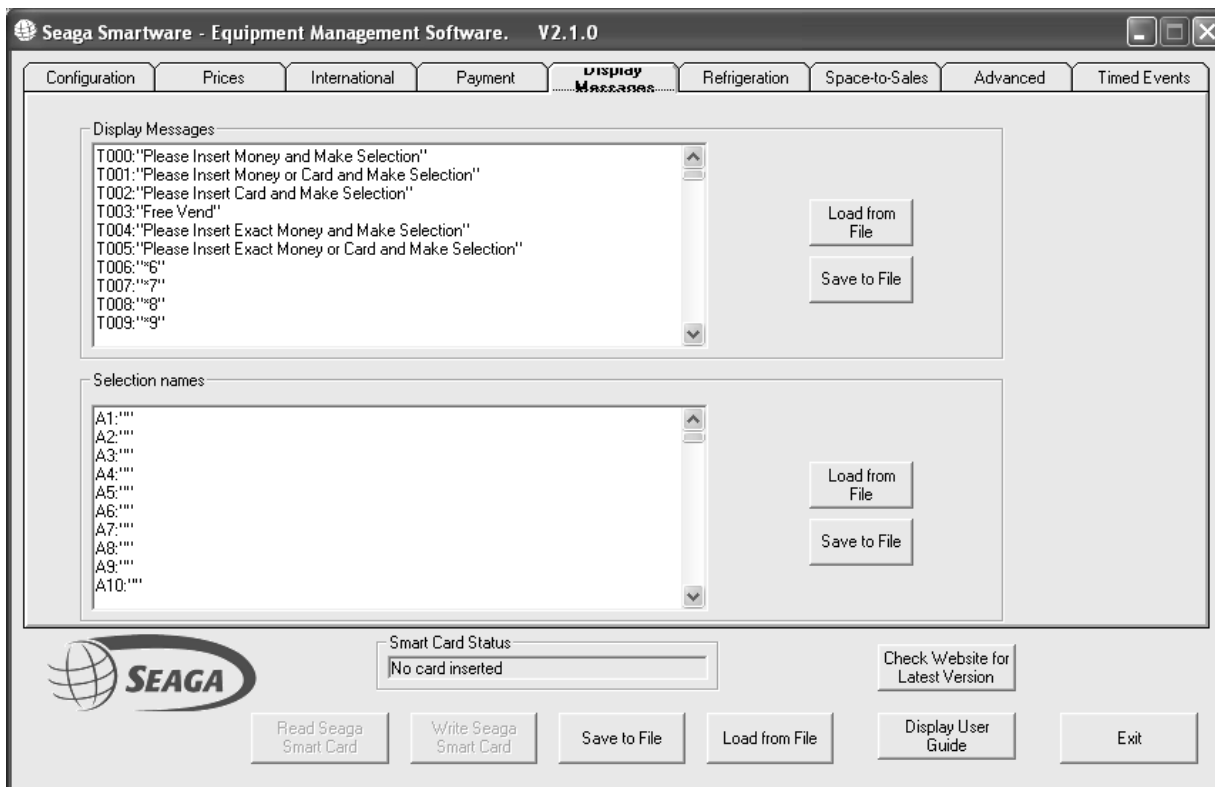 Seaga Smartware - Equipment Management Software. V2.1.0
Configuration Prices International Payment Display Messages Refrigeration Space-to-Sales Advanced Timed Events
Display Messages
T000:"Please Insert Money and Make Selection"
T001:"Please Insert Money or Card and Make Selection"
T002:"Please Insert Card and Make Selection"
T003:"Free Vend"
T004:"Please Insert Exact Money and Make Selection"
T005:"Please Insert Exact Money or Card and Make Selection"
T006:"*6"
T007:"*7"
T008:"*8"
T009:"*9"
Load from
File
Save to File
Selection names
A1:""
A2:""
A3:""
A4:""
A5:""
A6:""
A7:""
A8:""
A9:""
A10:""
Load from
File
Save to File
SEAGA
Smart Card Status
No card inserted
Check Website for
Latest Version
Read Seaga
Smart Card
Write Seaga
Smart Card
Save to File
Load from File
Display User
Guide
Exit